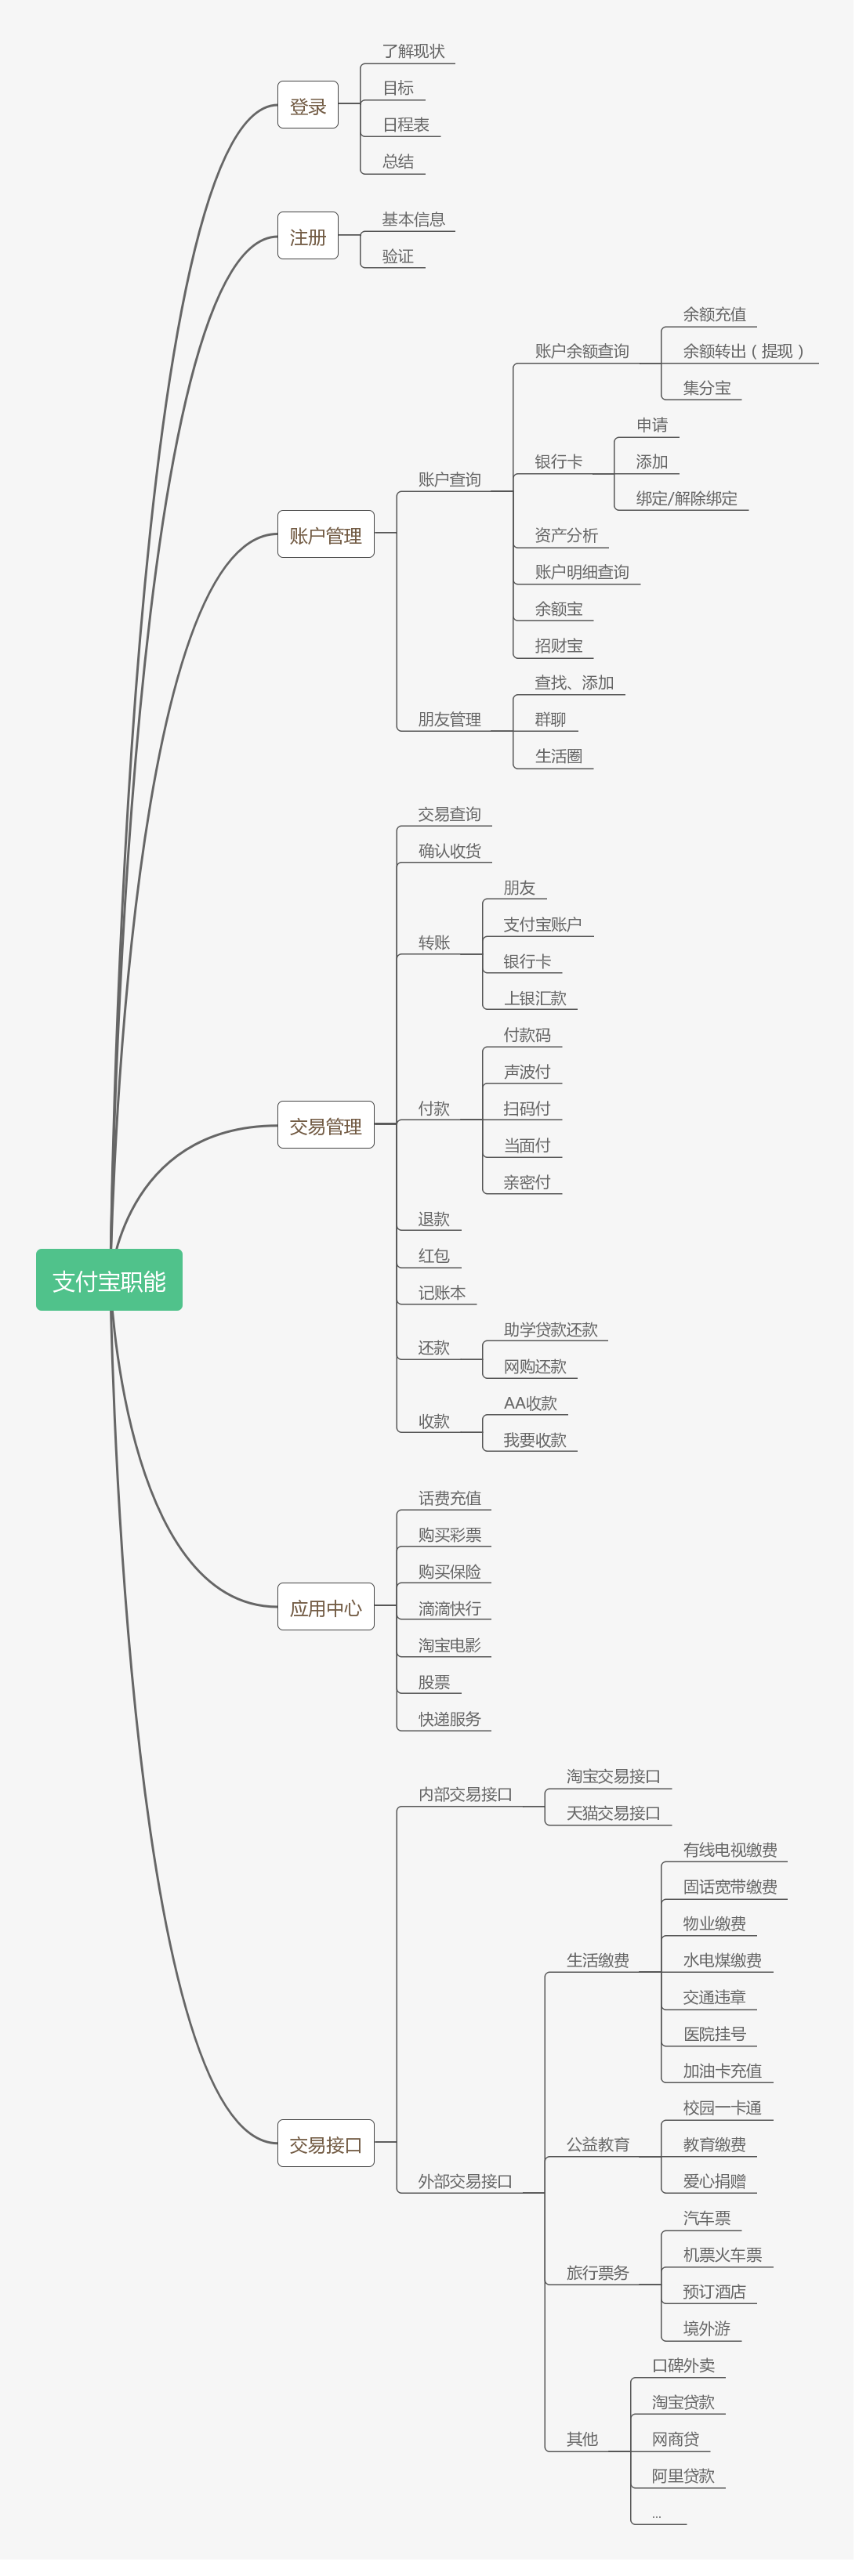 支付宝职能
登录
了解现状
目标
日程表
总结
注册
基本信息
验证
账户管理
账户查询
账户余额查询
余额充值
余额转出（提现）
集分宝
银行卡
申请
添加
绑定/解除绑定
资产分析
账户明细查询
余额宝
招财宝
朋友管理
查找、添加
群聊
生活圈
交易管理
交易查询
确认收货
转账
朋友
支付宝账户
银行卡
上银汇款
付款
付款码
声波付
扫码付
当面付
亲密付
退款
红包
记账本
还款
助学贷款还款
网购还款
收款
AA收款
我要收款
应用中心
话费充值
购买彩票
购买保险
滴滴快行
淘宝电影
股票
快递服务
交易接口
内部交易接口
淘宝交易接口
天猫交易接口
外部交易接口
生活缴费
有线电视缴费
固话宽带缴费
物业缴费
水电煤缴费
交通违章
医院挂号
加油卡充值
公益教育
校园一卡通
教育缴费
爱心捐赠
旅行票务
汽车票
机票火车票
预订酒店
境外游
其他
口碑外卖
淘宝贷款
网商贷
阿里贷款
...